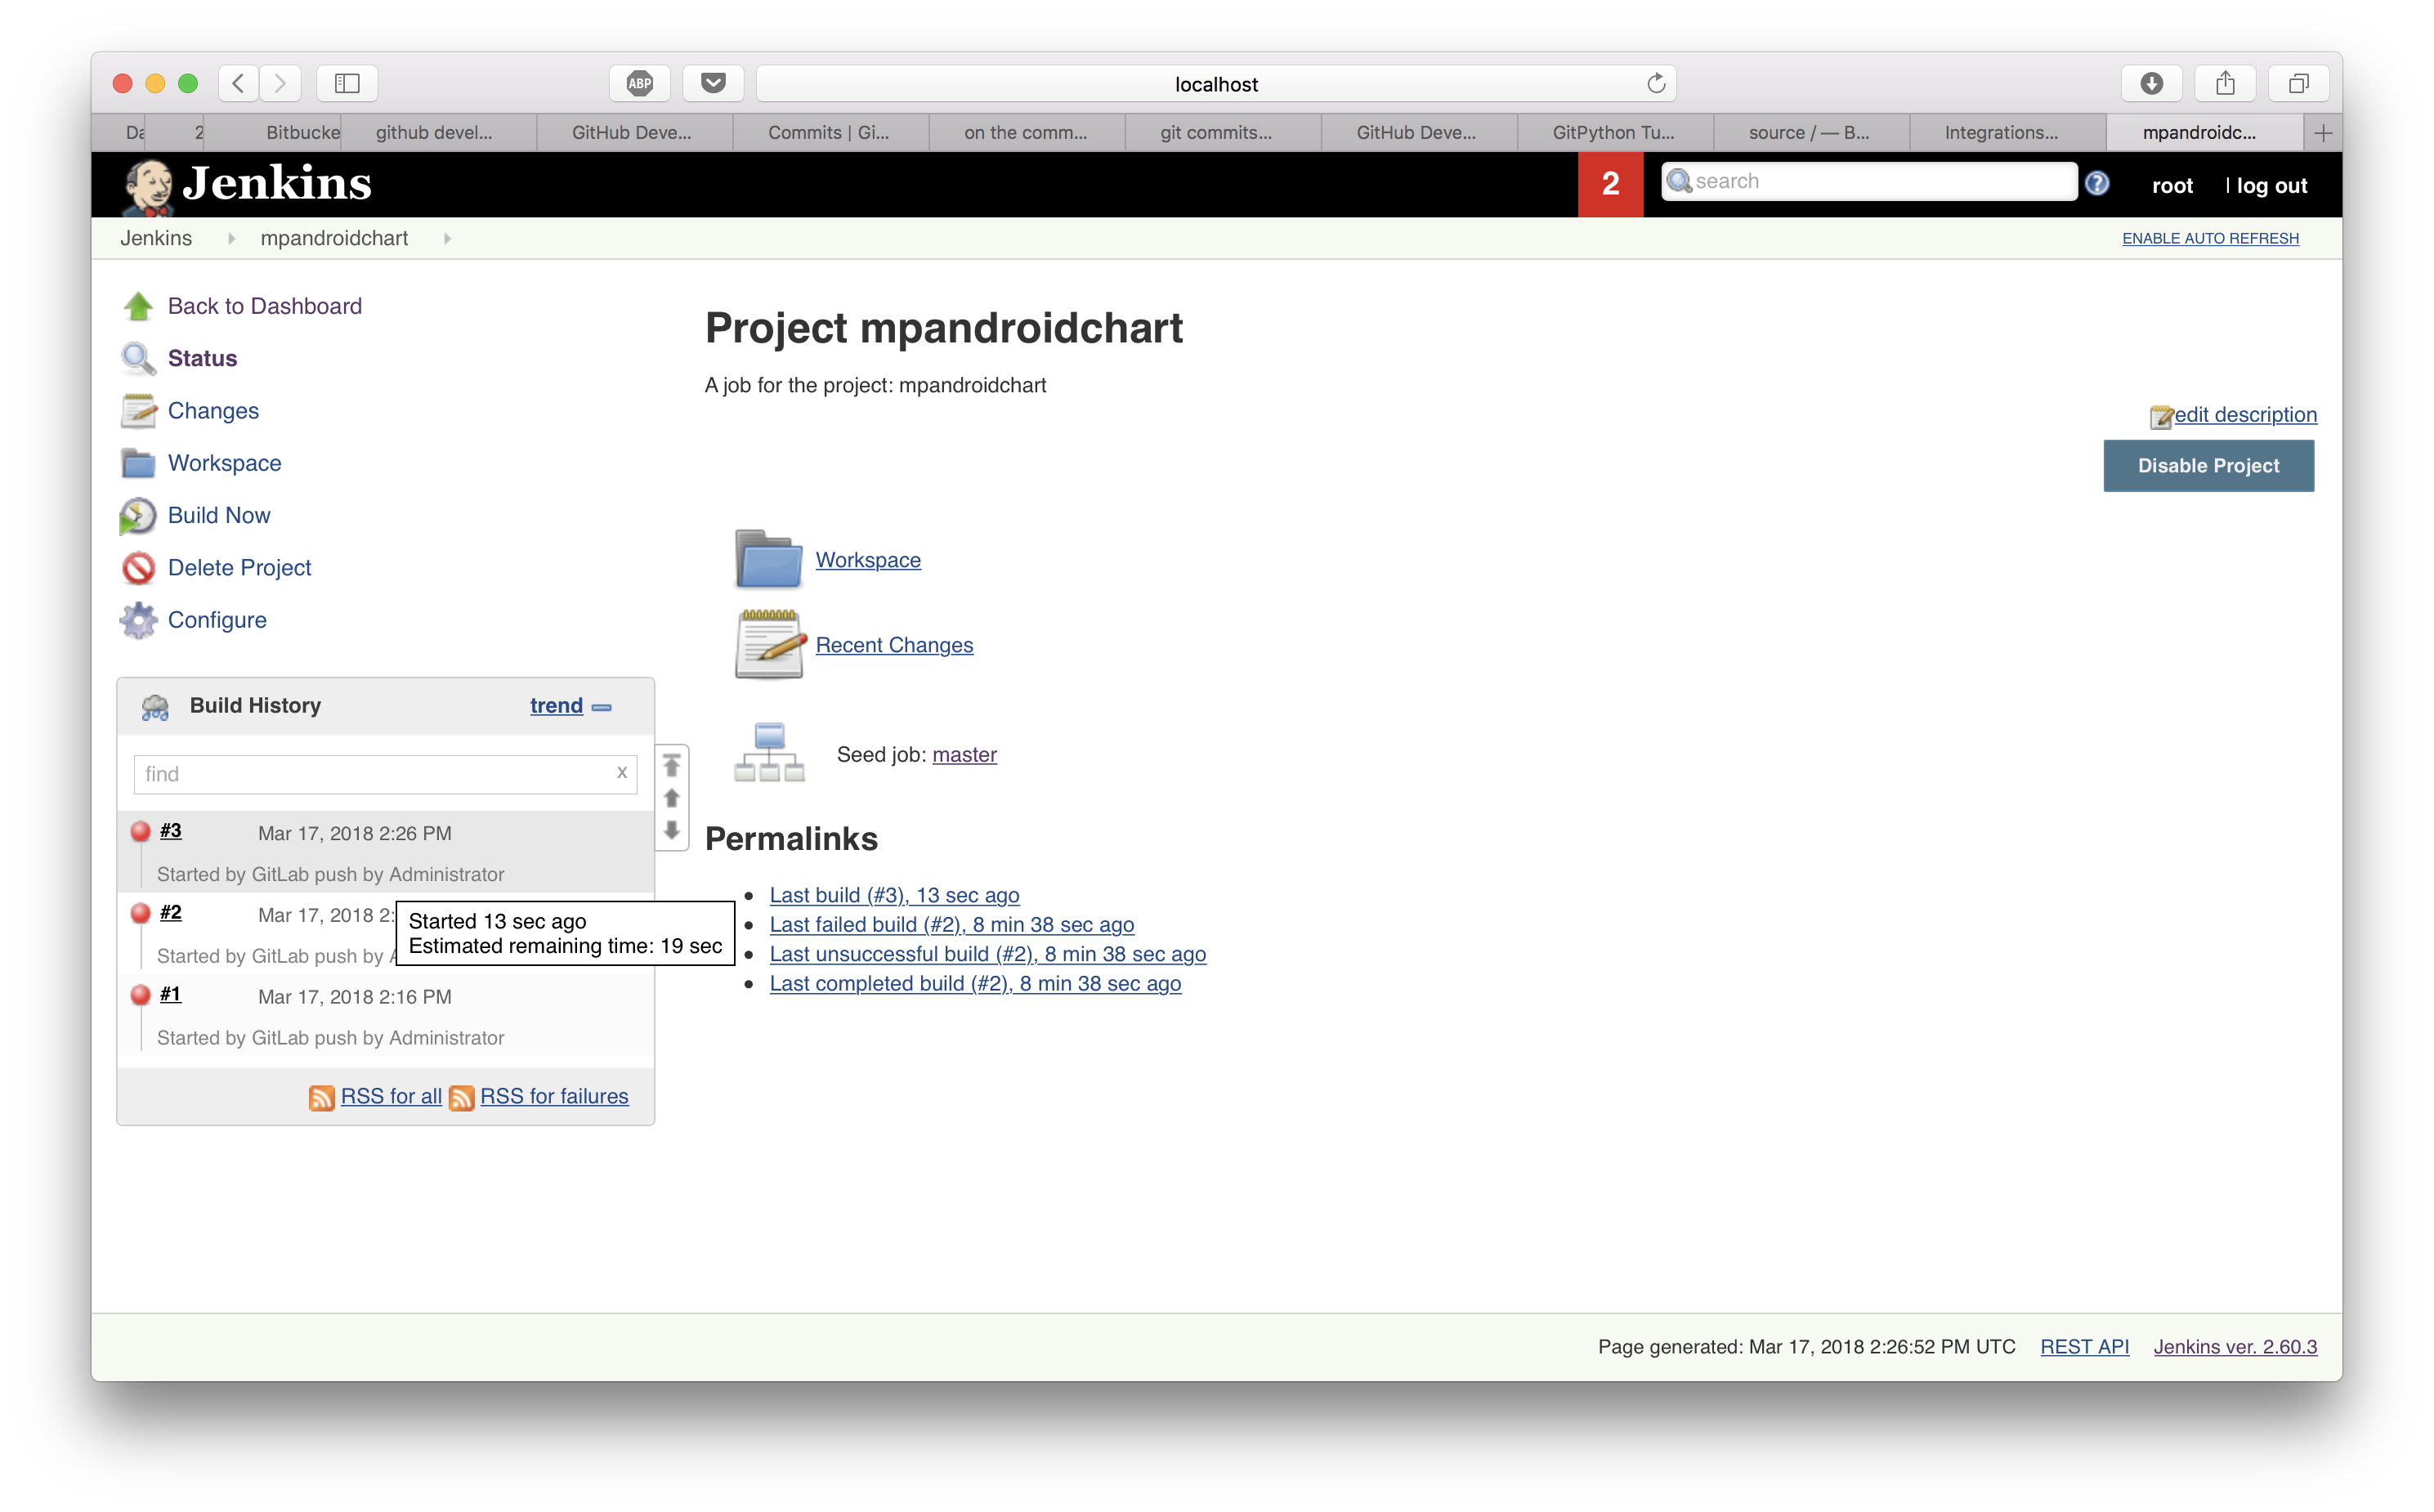 ABP
localhost
Da
2
Bitbucke
github devel...
GitHub Deve...
Commits | Gi...
on the comm...
git commits...
GitHub Deve...
GitPython Tu...
source / — B...
Integrations...
mpandroidc...
Jenkins
2
search
root
| log out
Jenkins
mpandroidchart
ENABLE AUTO REFRESH
Back to Dashboard
Status
Changes
Workspace
Build Now
Delete Project
Configure
Build History
trend
find
x
#3 Mar 17, 2018 2:26 PM
Started by GitLab push by Administrator
#2 Mar 17, 2018 2:
Started by GitLab push by
Started 13 sec ago
Estimated remaining time: 19 sec
#1 Mar 17, 2018 2:16 PM
Started by GitLab push by Administrator
RSS for all RSS for failures
Project mpandroidchart
A job for the project: mpandroidchart
edit description
Disable Project
Workspace
Recent Changes
Seed job: master
Permalinks
Last build (#3), 13 sec ago
Last failed build (#2), 8 min 38 sec ago
Last unsuccessful build (#2), 8 min 38 sec ago
Last completed build (#2), 8 min 38 sec ago
Page generated: Mar 17, 2018 2:26:52 PM UTC REST API Jenkins ver. 2.60.3